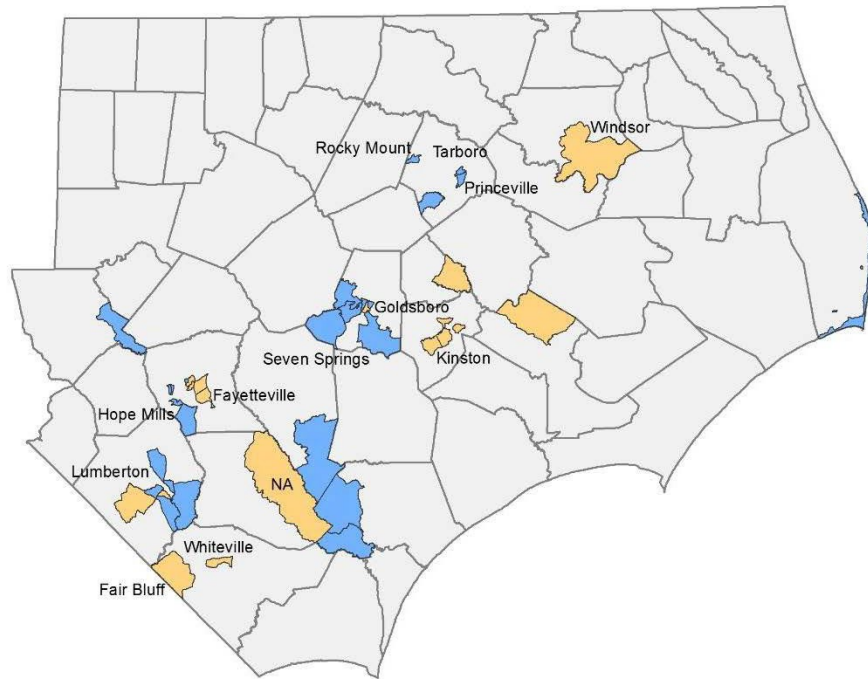 Windsor
Rocky Mount
Tarboro
Princeville
Goldsboro
Seven Springs
Kinston
Fayetteville
Hope Mills
Lumberton
NA
Whiteville
Fair Bluff